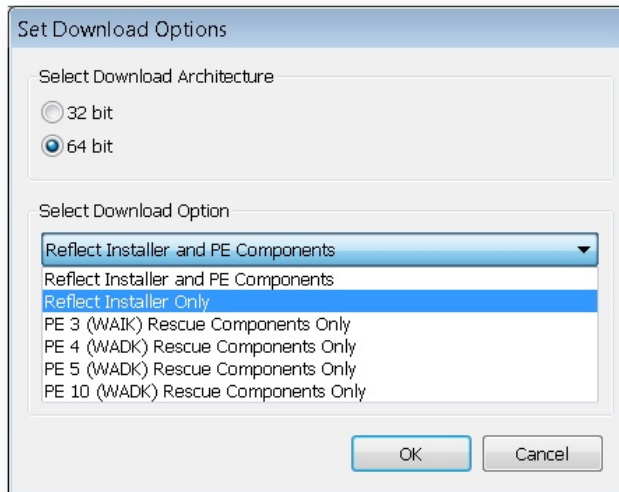 Set Download Options
Select Download Architecture
32 bit
64 bit
Select Download Option
Reflect Installer and PE Components
Reflect Installer and PE Components
Reflect Installer Only
PE 3 (WAIK) Rescue Components Only
PE 4 (WADK) Rescue Components Only
PE 5 (WADK) Rescue Components Only
PE 10 (WADK) Rescue Components Only
OK
Cancel